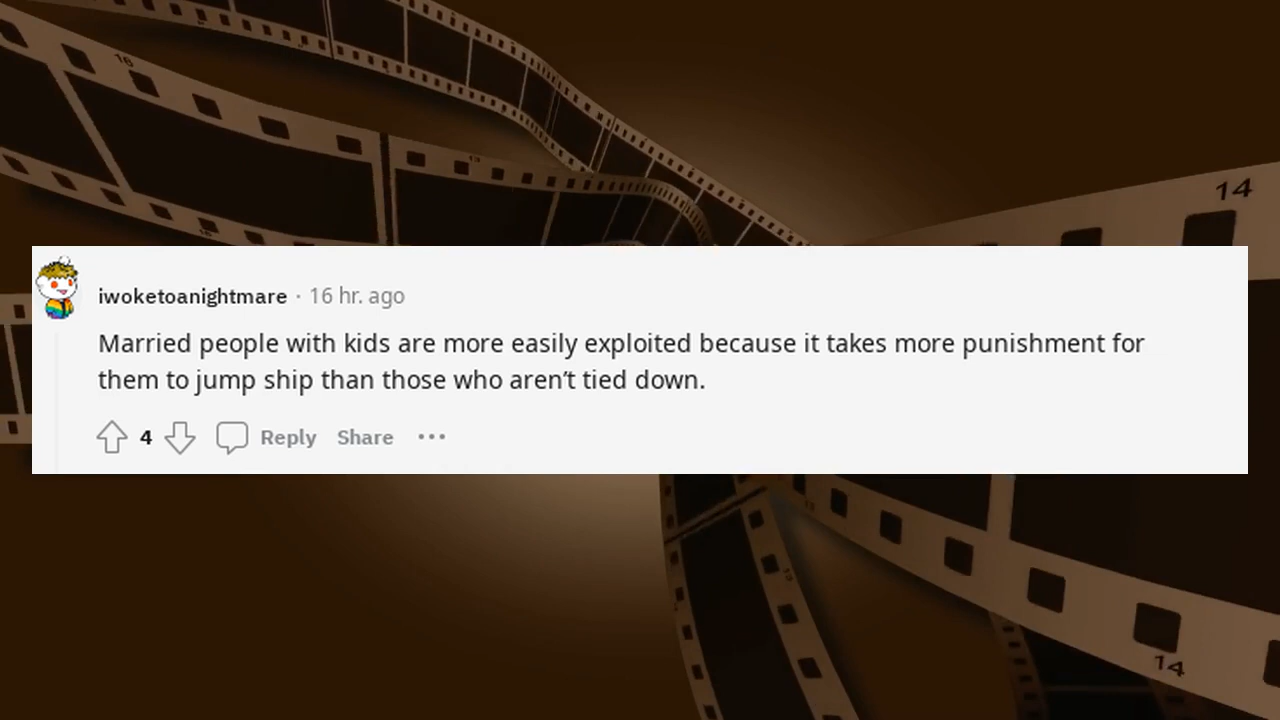 16
14
iwoketoanightmare · 16 hr. ago
Married people with kids are more easily exploited because it takes more punishment for
them to jump ship than those who aren’t tied down.
4 Reply Share
14